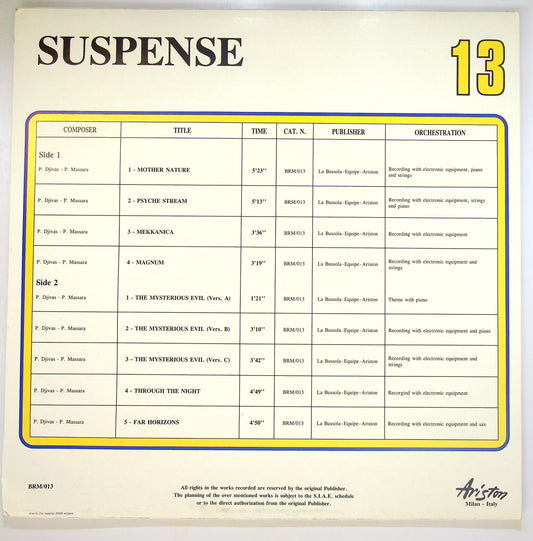 SUSPENSE
13
COMPOSER TITLE TIME CAT. N. PUBLISHER ORCHESTRATION
Side 1
P. Djivas - P. Massara 1 - MOTHER NATURE 5'23" BRM/013 La Bussola-Equipe-Ariston Recording with electronic equipment, piano
and strings
P. Djivas - P. Massara 2 - PSYCHE STREAM 5'13" BRM/013 La Bussola-Equipe-Ariston Recording with electronic equipment, strings
and piano
P. Djivas - P. Massara 3 - MEKKANICA 3'36" BRM/013 La Bussola-Equipe-Ariston Recording with electronic equipment
P. Djivas - P. Massara 4 - MAGNUM 3'19" BRM/013 La Bussola-Equipe-Ariston Recording with electronic equipment and
strings
Side 2
P. Djivas - P. Massara 1 - THE MYSTERIOUS EVIL (Vers. A) 1'21" BRM/013 La Bussola-Equipe-Ariston Theme with piano
P. Djivas - P. Massara 2 - THE MYSTERIOUS EVIL (Vers. B) 3'10" BRM/013 La Bussola-Equipe-Ariston Recording with electronic equipment and piano
P. Djivas - P. Massara 3 - THE MYSTERIOUS EVIL (Vers. C) 3'42" BRM/013 La Bussola-Equipe-Ariston Recording with electronic equipment and
strings
P. Djivas - P. Massara 4 - THROUGH THE NIGHT 4'49" BRM/013 La Bussola-Equipe-Ariston Recorgind with electronic equipment
P. Djivas - P. Massara 5 - FAR HORIZONS 4'50" BRM/013 La Bussola-Equipe-Ariston Recording with electronic equipment and sax
BRM/013
All rights in the works recorded are reserved by the original Publisher.
The planning of the over mentioned works is subject to the S.I.A.E. schedule
or to the direct authorization from the original Publisher.
Ariston
Milan - Italy